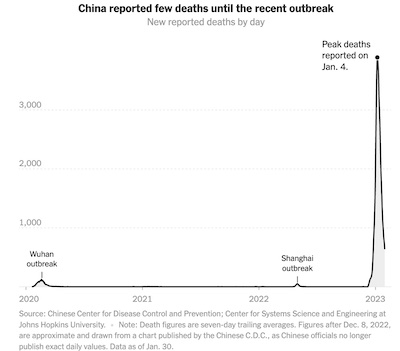 China reported few deaths until the recent outbreak
New reported deaths by day
Peak deaths
reported on
Jan. 4.
3,000
2,000
1,000
Wuhan
outbreak
Shanghai
outbreak
2020
2021
2022
2023
Source: Chinese Center for Disease Control and Prevention; Center for Systems Science and Engineering at
Johns Hopkins University. • Note: Death figures are seven-day trailing averages. Figures after Dec. 8, 2022,
are approximate and drawn from a chart published by the Chinese C.D.C., as Chinese officials no longer
publish exact daily values. Data as of Jan. 30.